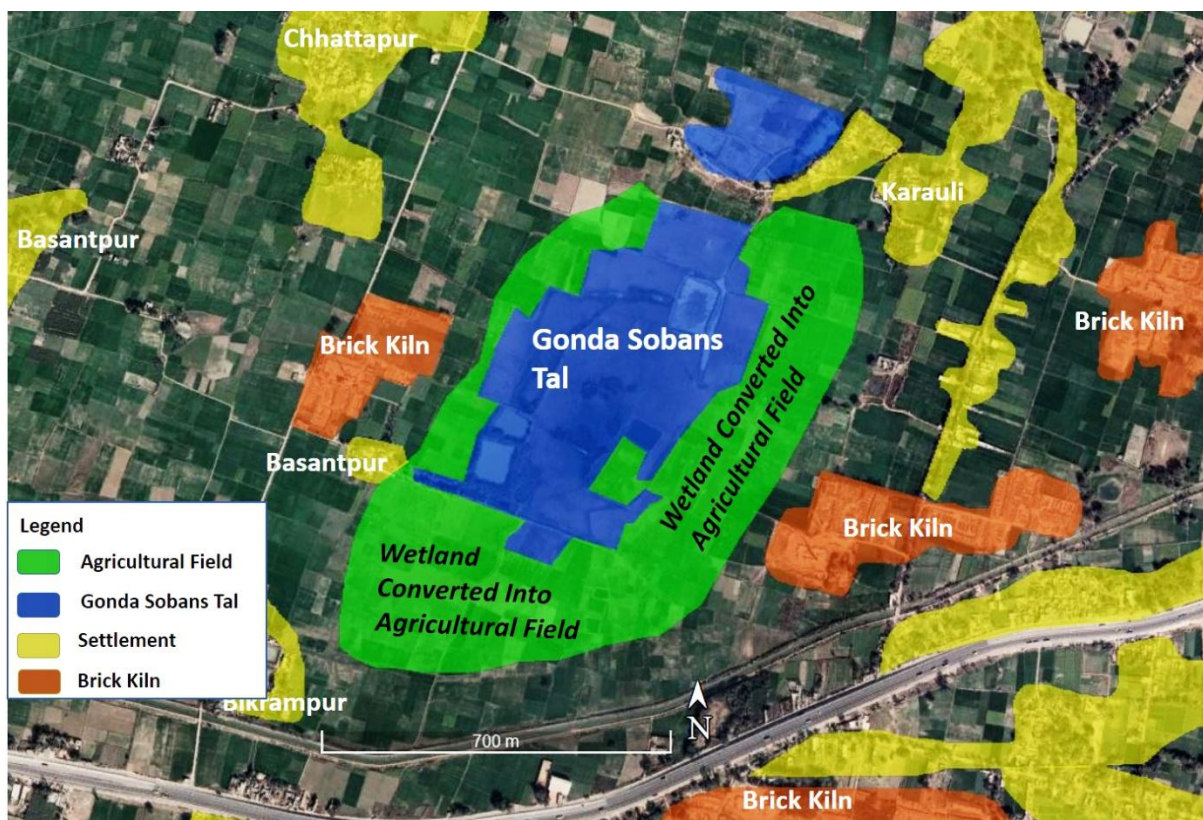 Chhattapur
Karauli
Basantpur
Brick Kiln
Brick Kiln
Gonda Sobans
Tal
Wetland Converted Into
Agricultural Field
Basantpur
Brick Kiln
Wetland
Converted Into
Agricultural Field
Legend
Agricultural Field
Gonda Sobans Tal
Settlement
Brick Kiln
Bikrampur
N
700 m
Brick Kiln